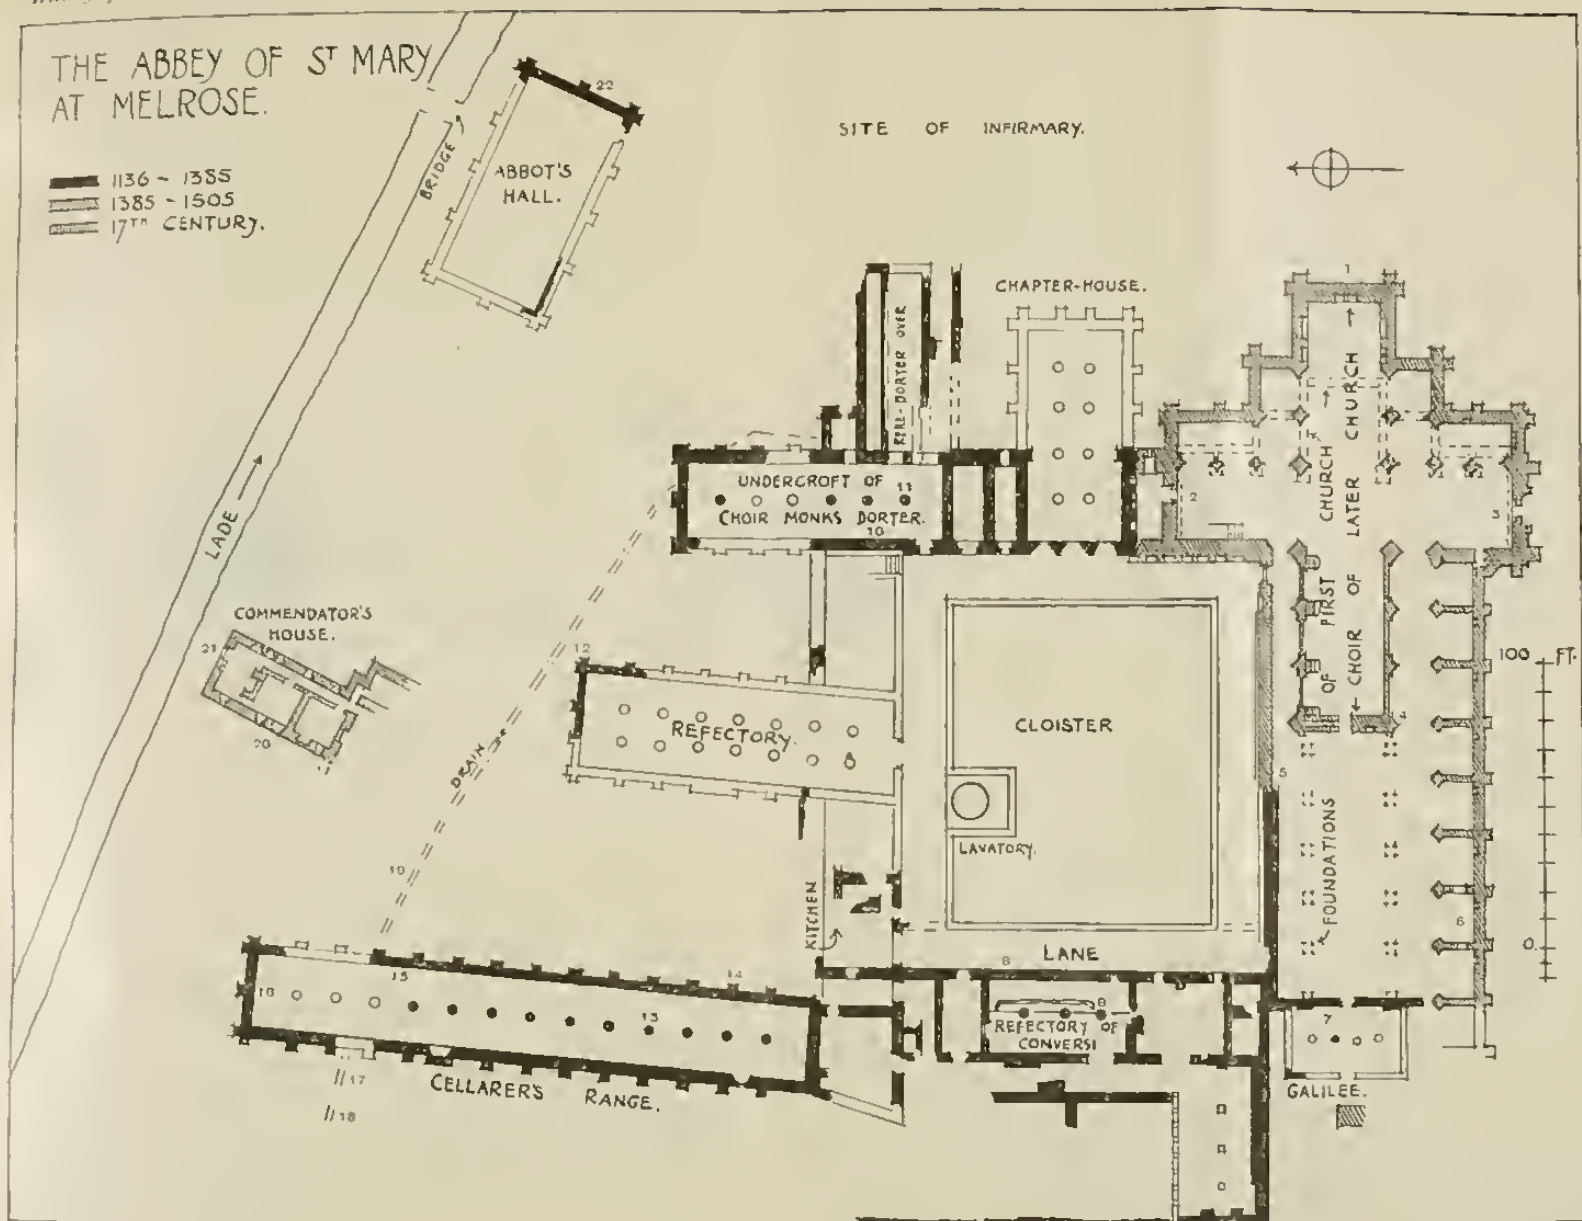 THE ABBEY OF ST MARY
AT MELROSE.
1136 - 1385
1385 - 1505
17TH CENTURY.
BRIDGE
22
ABBOT'S
HALL.
SITE OF INFIRMARY.
LADE
COMMENDATOR'S
HOUSE.
21
20
CHAPTER-HOUSE.
RERE-DORTER OVER
UNDERCROFT OF
11
CHOIR MONKS DORTER.
10
1
2
3
CHURCH
OF FIRST
CHOIR OF LATER CHURCH
4
5
6
FOUNDATIONS
100 FT.
0.
12
REFECTORY.
DRAIN
19
CLOISTER
LAVATORY.
KITCHEN
LANE
8
9
REFECTORY OF
CONVERSI
7
GALILEE.
16
15
14
13
17
18
CELLARER'S RANGE.